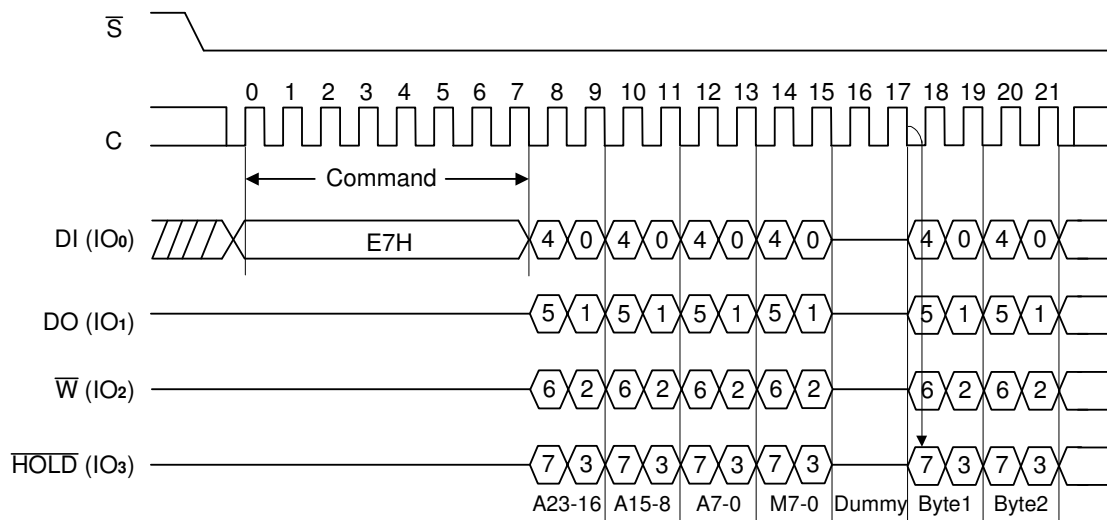 S
0 1 2 3 4 5 6 7 8 9 10 11 12 13 14 15 16 17 18 19 20 21
C
Command
DI (IO0) E7H 4 0 4 0 4 0 4 0 4 0 4 0
DO (IO1) 5 1 5 1 5 1 5 1 5 1 5 1
W (IO2) 6 2 6 2 6 2 6 2 6 2 6 2
HOLD (IO3) 7 3 7 3 7 3 7 3 7 3 7 3
A23-16 A15-8 A7-0 M7-0 Dummy Byte1 Byte2